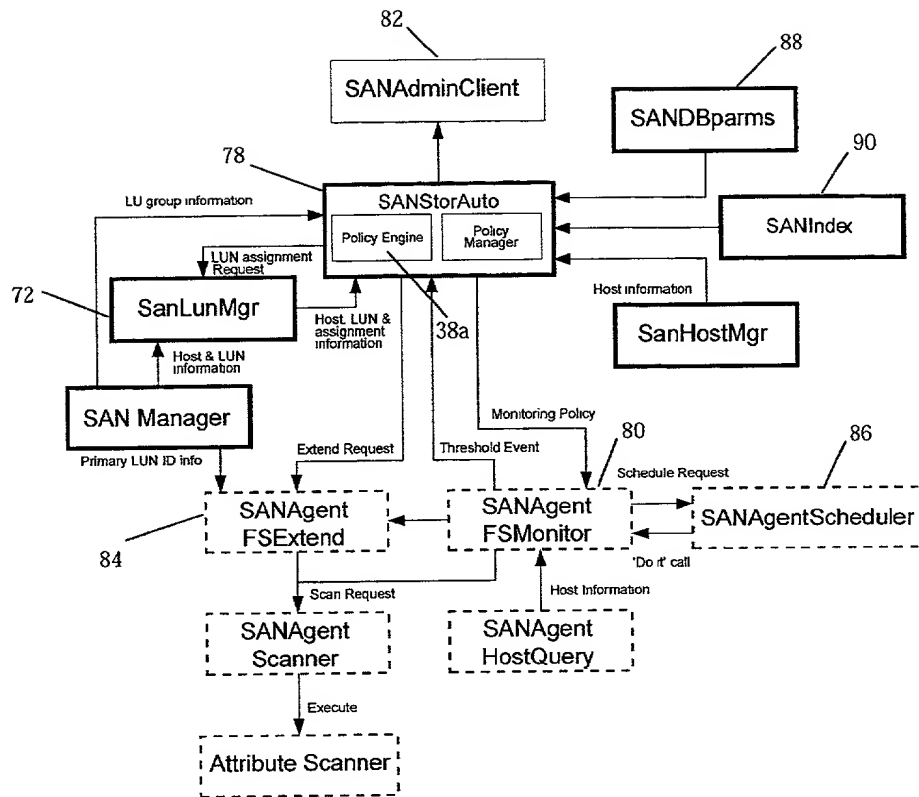 82
SANAdminClient
88
SANDBparms
78
90
LU group information
SANStorAuto
Policy Engine
Policy
Manager
SANIndex
LUN assignment
Request
72
SanLunMgr
Host, LUN &
assignment
information
38a
Host information
SanHostMgr
Host & LUN
information
SAN Manager
Primary LUN ID info
Extend Request
Threshold Event
Monitoring Policy
80
Schedule Request
86
84
SANAgent
FSExtend
SANAgent
FSMonitor
SANAgentScheduler
'Do it' call
Scan Request
Host Information
SANAgent
Scanner
SANAgent
HostQuery
Execute
Attribute Scanner